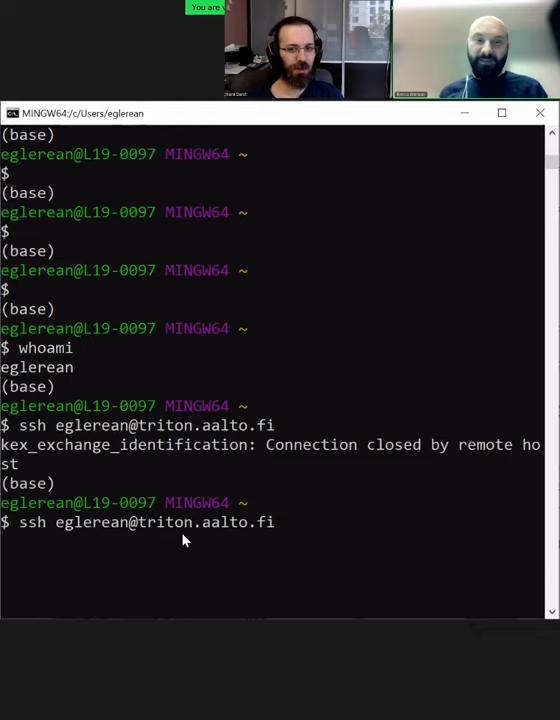 You are
MINGW64:/c/Users/eglerean
(base)
eglerean@L19-0097 MINGW64 ~
$
(base)
eglerean@L19-0097 MINGW64 ~
$
(base)
eglerean@L19-0097 MINGW64 ~
$
(base)
eglerean@L19-0097 MINGW64 ~
$ whoami
eglerean
(base)
eglerean@L19-0097 MINGW64 ~
$ ssh eglerean@triton.aalto.fi
kex_exchange_identification: Connection closed by remote ho
st
(base)
eglerean@L19-0097 MINGW64 ~
$ ssh eglerean@triton.aalto.fi